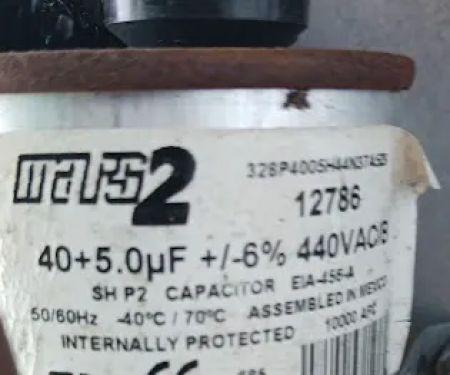 mars2
12786
40+5.0µF +/-6% 440VAC/B
SH P2 CAPACITOR EIA-456-A
50/60Hz -40°C / 70°C ASSEMBLED IN MEXICO
INTERNALLY PROTECTED 10000 AFC